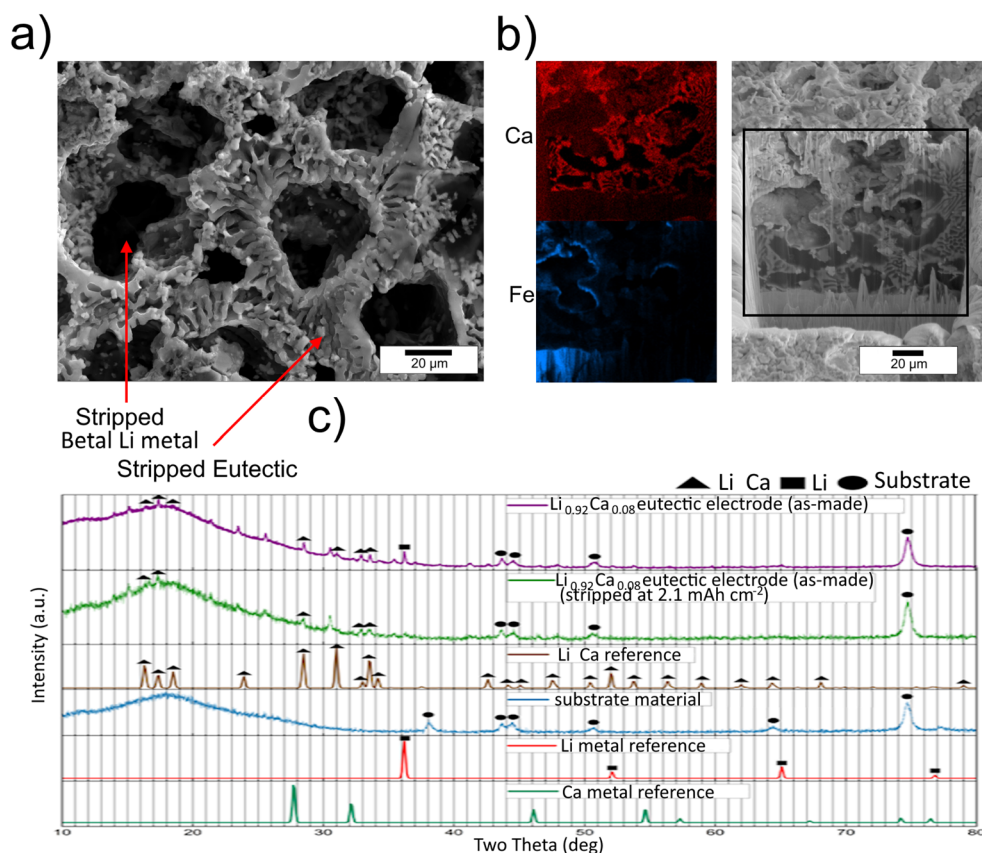 a)
b)
Ca
Fe
20 µm
20 µm
Stripped
Betal Li metal
Stripped Eutectic
c)
Li Ca Li Substrate
Li0.92Ca0.08 eutectic electrode (as-made)
Li0.92Ca0.08 eutectic electrode (as-made)
(stripped at 2.1 mAh cm-2)
Li Ca reference
substrate material
Li metal reference
Ca metal reference
Intensity (a.u.)
10 20 30 40 50 60 70 80
Two Theta (deg)